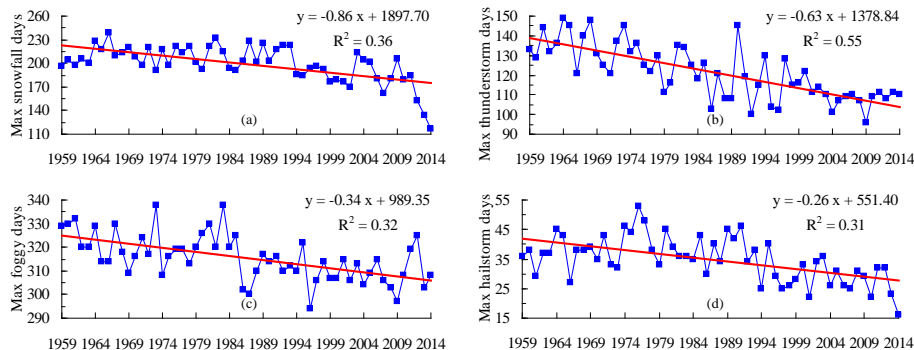 y = -0.86 x + 1897.70
R² = 0.36
Max snowfall days
260
230
200
170
140
110
(a)
1959 1964 1969 1974 1979 1984 1989 1994 1999 2004 2009 2014
y = -0.63 x + 1378.84
R² = 0.55
Max thunderstorm days
150
140
130
120
110
100
90
(b)
1959 1964 1969 1974 1979 1984 1989 1994 1999 2004 2009 2014
y = -0.34 x + 989.35
R² = 0.32
Max foggy days
340
330
320
310
300
290
(c)
1959 1964 1969 1974 1979 1984 1989 1994 1999 2004 2009 2014
y = -0.26 x + 551.40
R² = 0.31
Max hailstorm days
55
45
35
25
15
(d)
1959 1964 1969 1974 1979 1984 1989 1994 1999 2004 2009 2014